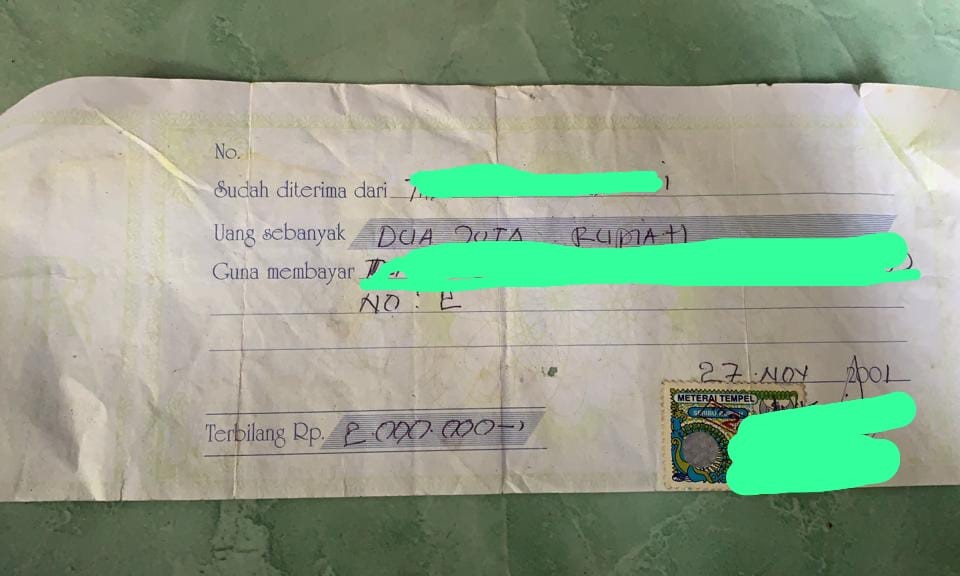 No.
Sudah diterima dari
Uang sebanyak DUA JUTA RUPIAH
Guna membayar
NO : 2
27 NOV 2001
METERAI TEMPEL
Terbilang Rp. 2 000.000-,